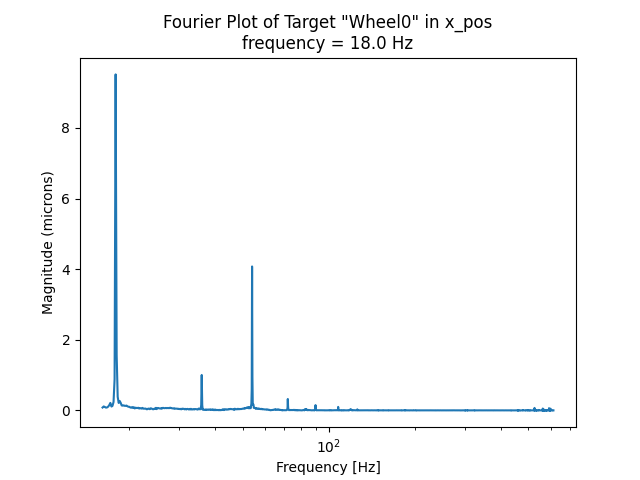 Fourier Plot of Target "Wheel0" in x_pos
frequency = 18.0 Hz
8
6
4
2
0
Magnitude (microns)
10²
Frequency [Hz]